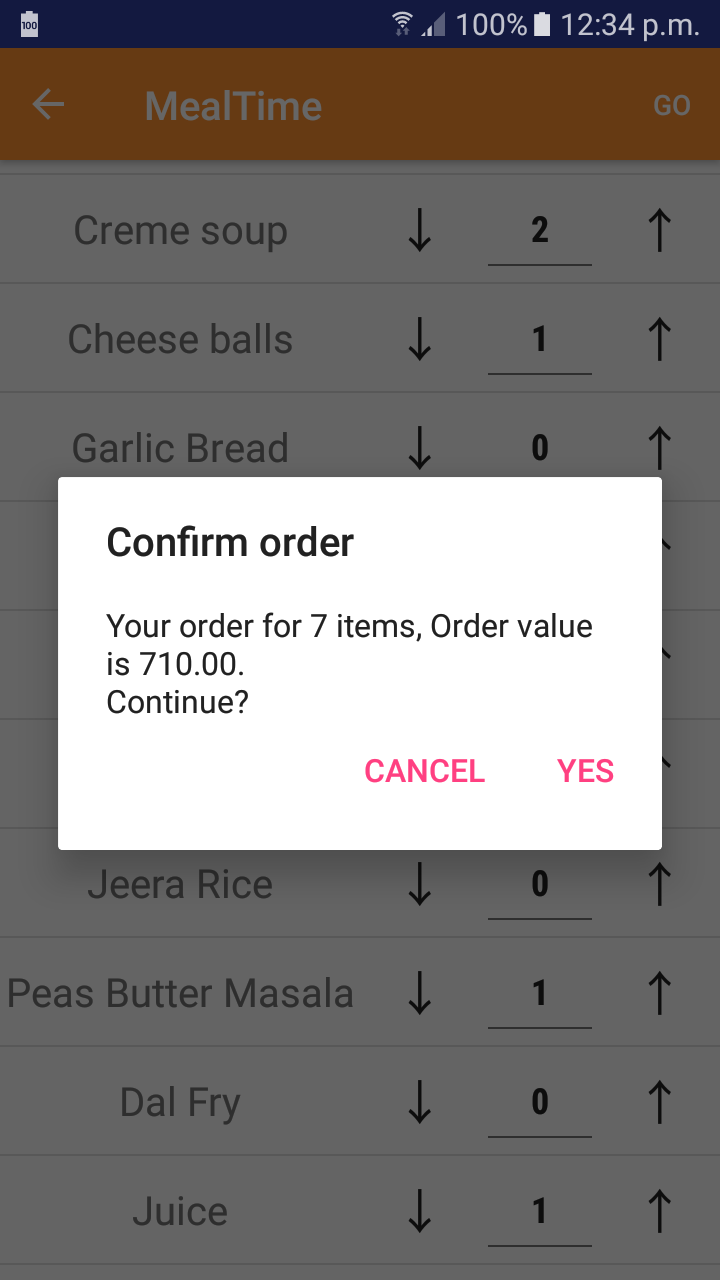 100 100% 12:34 p.m.
MealTime GO
Creme soup 2
Cheese balls 1
Garlic Bread 0
Confirm order
Your order for 7 items, Order value
is 710.00.
Continue?
CANCEL YES
Jeera Rice 0
Peas Butter Masala 1
Dal Fry 0
Juice 1